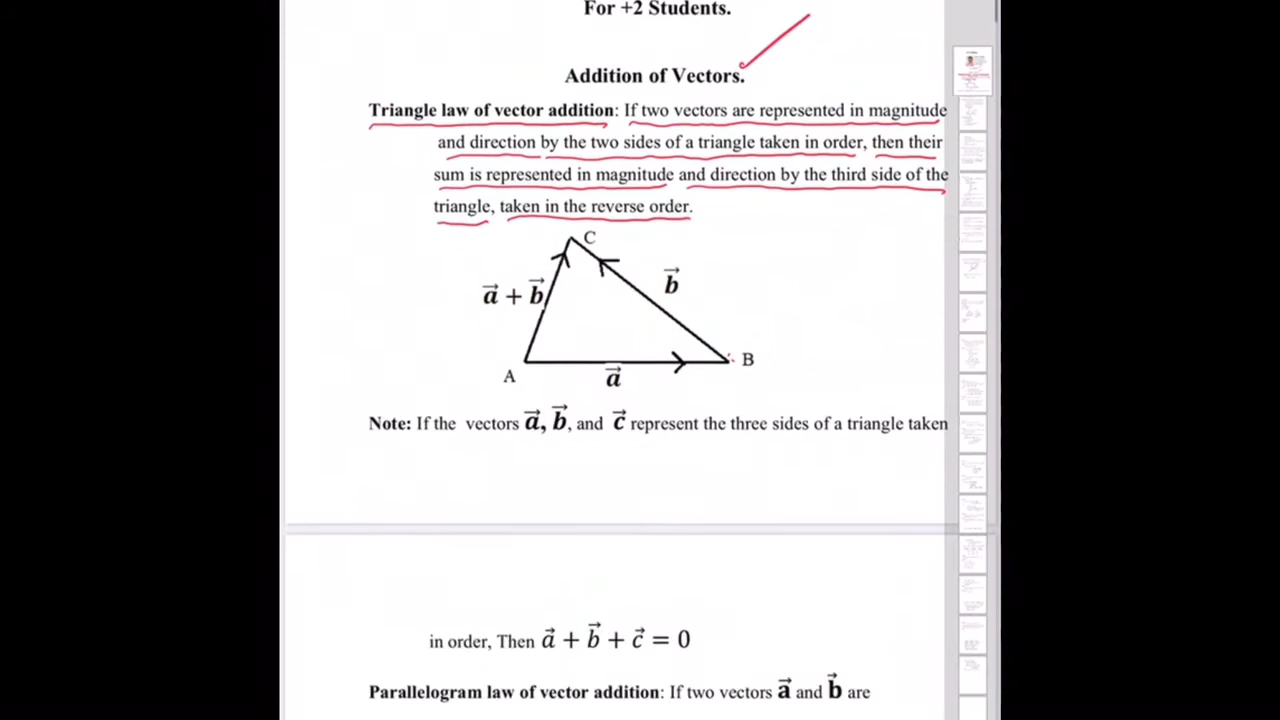 For +2 Students.
Addition of Vectors.
Triangle law of vector addition: If two vectors are represented in magnitude
and direction by the two sides of a triangle taken in order, then their
sum is represented in magnitude and direction by the third side of the
triangle, taken in the reverse order.
C
a⃗ + b⃗
b⃗
A
a⃗
B
Note: If the vectors a⃗, b⃗, and c⃗ represent the three sides of a triangle taken
in order, Then a⃗ + b⃗ + c⃗ = 0
Parallelogram law of vector addition: If two vectors a⃗ and b⃗ are